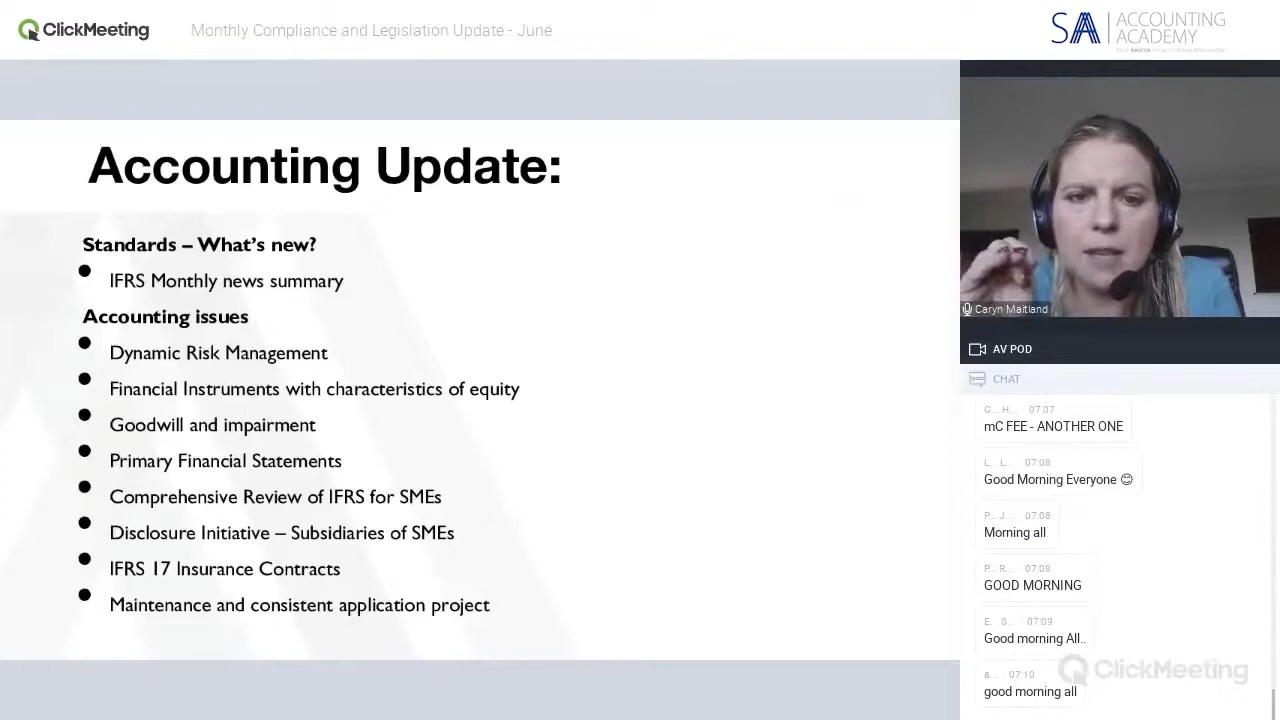 ClickMeeting
Monthly Compliance and Legislation Update - June
SA ACCOUNTING
ACADEMY
Accounting Update:
Standards – What's new?
IFRS Monthly news summary
Accounting issues
Dynamic Risk Management
Financial Instruments with characteristics of equity
Goodwill and impairment
Primary Financial Statements
Comprehensive Review of IFRS for SMEs
Disclosure Initiative – Subsidiaries of SMEs
IFRS 17 Insurance Contracts
Maintenance and consistent application project
Caryn Maitland
AV POD
CHAT
G... H... 07:07
mC FEE - ANOTHER ONE
L... L... 07:08
Good Morning Everyone 😊
P... J... 07:08
Morning all
P... R... 07:08
GOOD MORNING
E. S... 07:09
Good morning All..
a... 07:10
good morning all
ClickMeeting